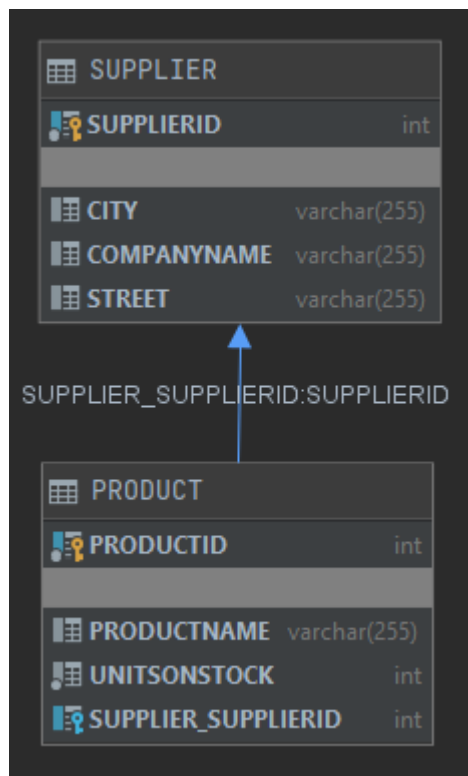 SUPPLIER
SUPPLIERID int
CITY varchar(255)
COMPANYNAME varchar(255)
STREET varchar(255)
SUPPLIER_SUPPLIERID:SUPPLIERID
PRODUCT
PRODUCTID int
PRODUCTNAME varchar(255)
UNITSONSTOCK int
SUPPLIER_SUPPLIERID int